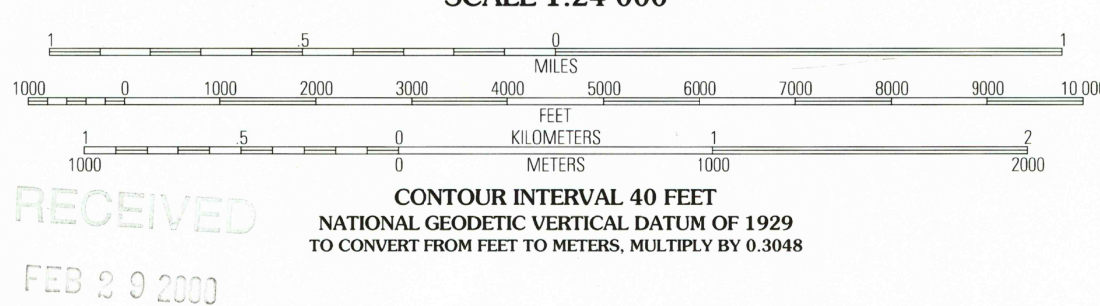 SCALE 1:24 000
1 .5 0 1
MILES
1000 0 1000 2000 3000 4000 5000 6000 7000 8000 9000 10 000
FEET
1 .5 0 KILOMETERS 1 2
1000 0 METERS 1000 2000
CONTOUR INTERVAL 40 FEET
NATIONAL GEODETIC VERTICAL DATUM OF 1929
TO CONVERT FROM FEET TO METERS, MULTIPLY BY 0.3048
RECEIVED
FEB 29 2000